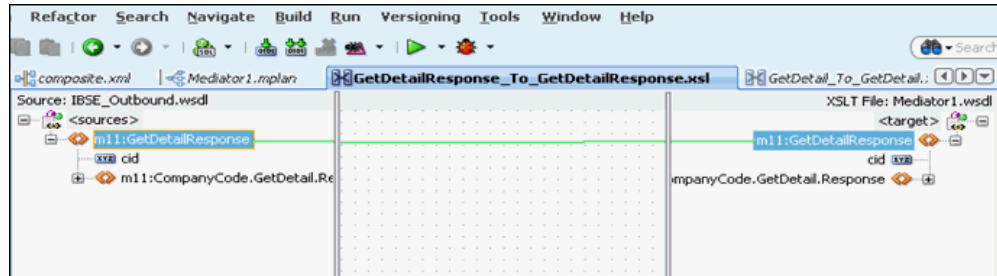 Refactor Search Navigate Build Run Versioning Tools Window Help
Search
composite.xml Mediator1.mplan GetDetailResponse_To_GetDetailResponse.xsl GetDetail_To_GetDetail.:
Source: IBSE_Outbound.wsdl XSLT File: Mediator1.wsdl
<sources> <target>
m11:GetDetailResponse m11:GetDetailResponse
cid cid
m11:CompanyCode.GetDetail.Re mpanyCode.GetDetail.Response